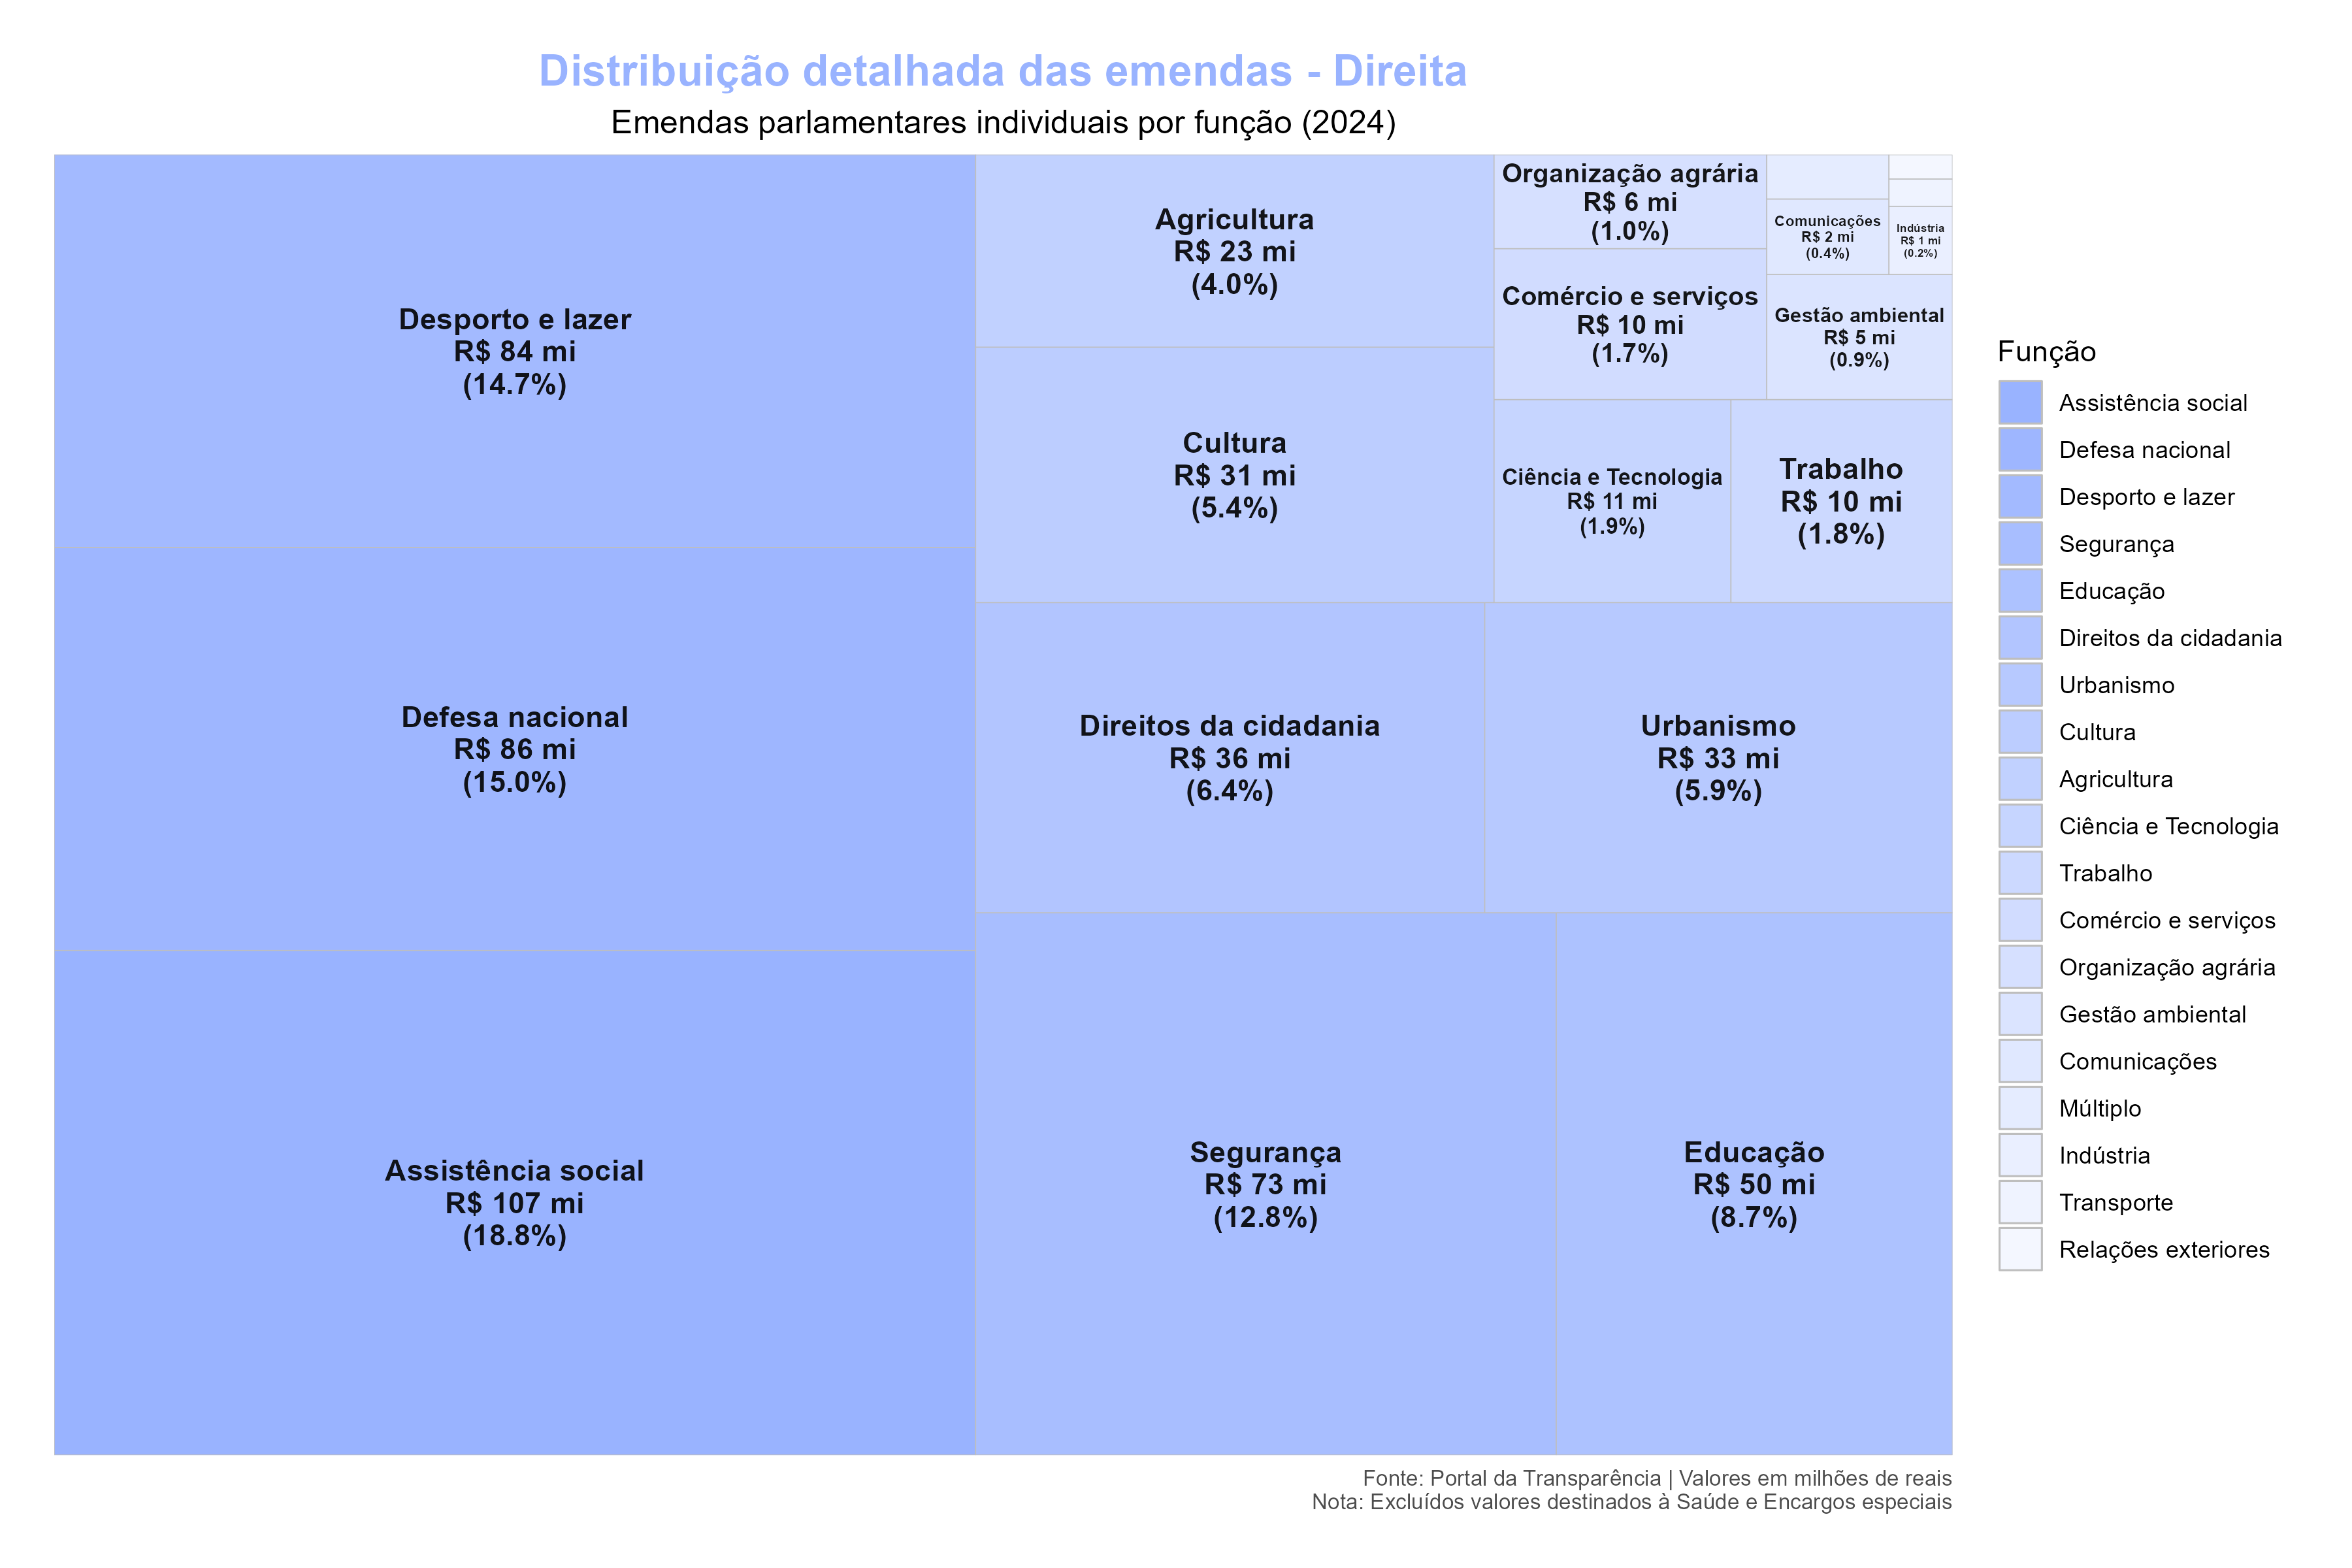 Distribuição detalhada das emendas - Direita
Emendas parlamentares individuais por função (2024)
Desporto e lazer
R$ 84 mi
(14.7%)
Defesa nacional
R$ 86 mi
(15.0%)
Assistência social
R$ 107 mi
(18.8%)
Agricultura
R$ 23 mi
(4.0%)
Cultura
R$ 31 mi
(5.4%)
Direitos da cidadania
R$ 36 mi
(6.4%)
Urbanismo
R$ 33 mi
(5.9%)
Segurança
R$ 73 mi
(12.8%)
Educação
R$ 50 mi
(8.7%)
Organização agrária
R$ 6 mi
(1.0%)
Comércio e serviços
R$ 10 mi
(1.7%)
Comunicações
R$ 2 mi
(0.4%)
Indústria
R$ 1 mi
(0.2%)
Gestão ambiental
R$ 5 mi
(0.9%)
Ciência e Tecnologia
R$ 11 mi
(1.9%)
Trabalho
R$ 10 mi
(1.8%)
Função
Assistência social
Defesa nacional
Desporto e lazer
Segurança
Educação
Direitos da cidadania
Urbanismo
Cultura
Agricultura
Ciência e Tecnologia
Trabalho
Comércio e serviços
Organização agrária
Gestão ambiental
Comunicações
Múltiplo
Indústria
Transporte
Relações exteriores
Fonte: Portal da Transparência | Valores em milhões de reais
Nota: Excluídos valores destinados à Saúde e Encargos especiais